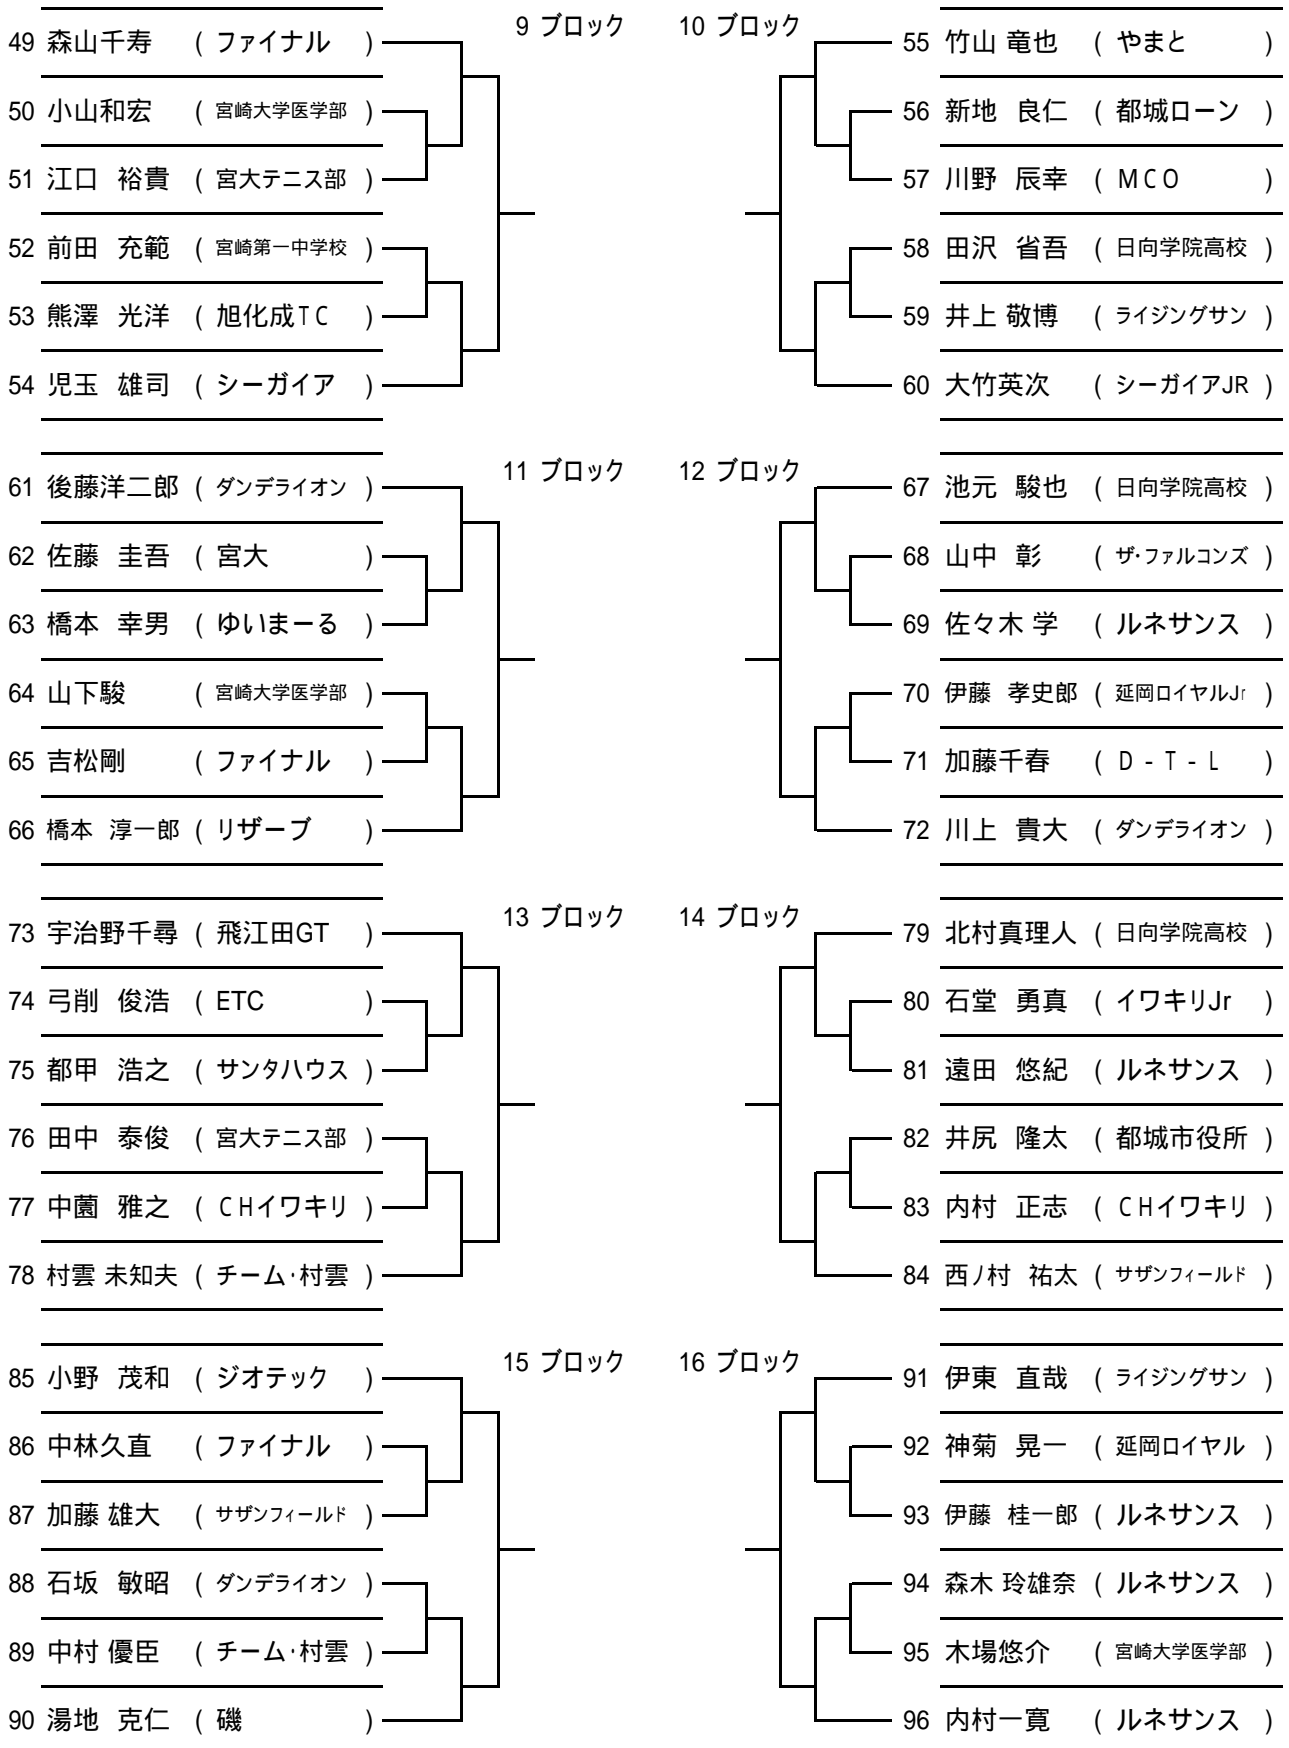 9 ブロック
49 森山千寿 ( ファイナル )
50 小山和宏 ( 宮崎大学医学部 )
51 江口 裕貴 ( 宮大テニス部 )
52 前田 充範 ( 宮崎第一中学校 )
53 熊澤 光洋 ( 旭化成TC )
54 児玉 雄司 ( シーガイア )
10 ブロック
55 竹山 竜也 ( やまと )
56 新地 良仁 ( 都城ローン )
57 川野 辰幸 ( MCO )
58 田沢 省吾 ( 日向学院高校 )
59 井上 敬博 ( ライジングサン )
60 大竹英次 ( シーガイアJR )
11 ブロック
61 後藤洋二郎 ( ダンデライオン )
62 佐藤 圭吾 ( 宮大 )
63 橋本 幸男 ( ゆいまーる )
64 山下駿 ( 宮崎大学医学部 )
65 吉松剛 ( ファイナル )
66 橋本 淳一郎 ( リザーブ )
12 ブロック
67 池元 駿也 ( 日向学院高校 )
68 山中 彰 ( ザ・ファルコンズ )
69 佐々木 学 ( ルネサンス )
70 伊藤 孝史郎 ( 延岡ロイヤルJr )
71 加藤千春 ( D-T-L )
72 川上 貴大 ( ダンデライオン )
13 ブロック
73 宇治野千尋 ( 飛江田GT )
74 弓削 俊浩 ( ETC )
75 都甲 浩之 ( サンタハウス )
76 田中 泰俊 ( 宮大テニス部 )
77 中薗 雅之 ( CHイワキリ )
78 村雲 未知夫 ( チーム・村雲 )
14 ブロック
79 北村真理人 ( 日向学院高校 )
80 石堂 勇真 ( イワキリJr )
81 遠田 悠紀 ( ルネサンス )
82 井尻 隆太 ( 都城市役所 )
83 内村 正志 ( CHイワキリ )
84 西ノ村 祐太 ( サザンフィールド )
15 ブロック
85 小野 茂和 ( ジオテック )
86 中林久直 ( ファイナル )
87 加藤 雄大 ( サザンフィールド )
88 石坂 敏昭 ( ダンデライオン )
89 中村 優臣 ( チーム・村雲 )
90 湯地 克仁 ( 磯 )
16 ブロック
91 伊東 直哉 ( ライジングサン )
92 神菊 晃一 ( 延岡ロイヤル )
93 伊藤 桂一郎 ( ルネサンス )
94 森木 玲雄奈 ( ルネサンス )
95 木場悠介 ( 宮崎大学医学部 )
96 内村一寛 ( ルネサンス )